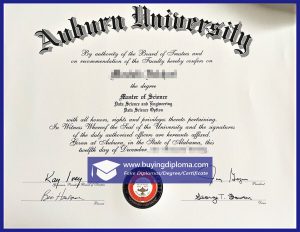 Auburn University
By authority of the Board of Trustees and
on recommendation of the Faculty hereby confers on
the degree
Master of Science
Data Science and Engineering
Data Science Option
with all honors, rights and privileges thereto pertaining.
In Witness Whereof the Seal of the University and the signatures
of the duly authorized officers are hereunto affixed.
Given at Auburn, in the State of Alabama, this
twelfth day of December
www.buyingdiploma.com
Fake Diploma/Degree/Certificate
Kay Ivey
President